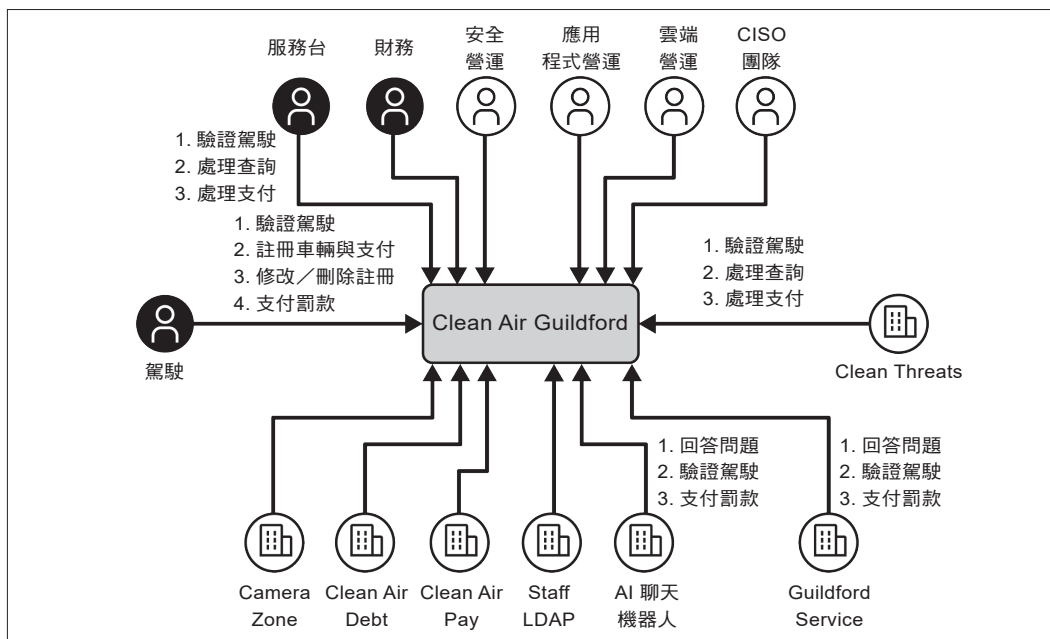 服務台
財務
安全
營運
應用
程式營運
雲端
營運
CISO
團隊
1. 驗證駕駛
2. 處理查詢
3. 處理支付
1. 驗證駕駛
2. 註冊車輛與支付
3. 修改／刪除註冊
4. 支付罰款
1. 驗證駕駛
2. 處理查詢
3. 處理支付
Clean Air Guildford
駕駛
Clean Threats
1. 回答問題
2. 驗證駕駛
3. 支付罰款
1. 回答問題
2. 驗證駕駛
3. 支付罰款
Camera
Zone
Clean Air
Debt
Clean Air
Pay
Staff
LDAP
AI 聊天
機器人
Guildford
Service